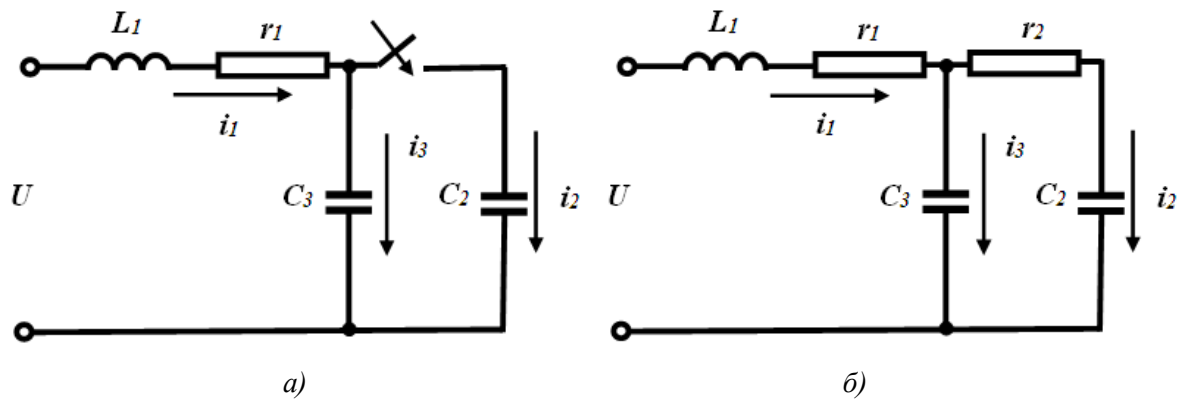 L1 r1
i1 i3
U C3 C2 i2
а)
L1 r1 r2
i1 i3
U C3 C2 i2
б)